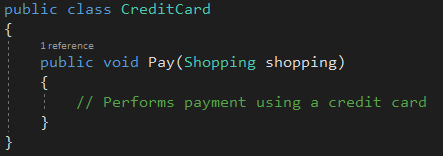 public class CreditCard
{
1 reference
public void Pay(Shopping shopping)
{
// Performs payment using a credit card
}
}